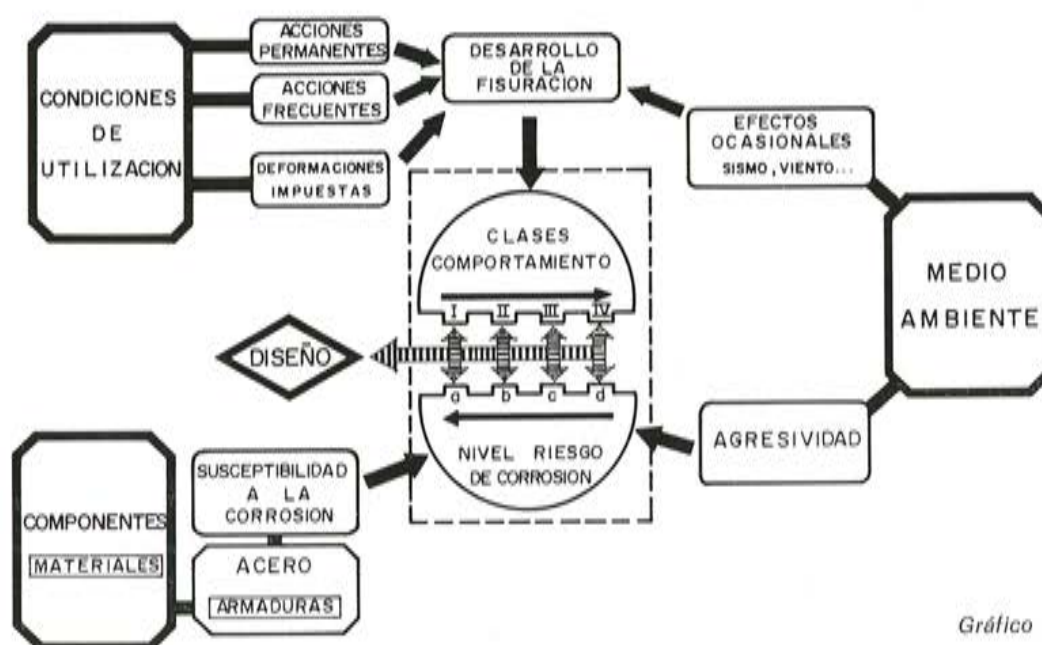 CONDICIONES
DE
UTILIZACION
ACCIONES
PERMANENTES
ACCIONES
FRECUENTES
DEFORMACIONES
IMPUESTAS
DESARROLLO
DE LA
FISURACION
EFECTOS
OCASIONALES
SISMO, VIENTO...
MEDIO
AMBIENTE
AGRESIVIDAD
CLASES
COMPORTAMIENTO
I II III IV
DISEÑO
a b c d
NIVEL RIESGO
DE CORROSION
SUSCEPTIBILIDAD
A LA
CORROSION
COMPONENTES
MATERIALES
ACERO
ARMADURAS
Gráfico